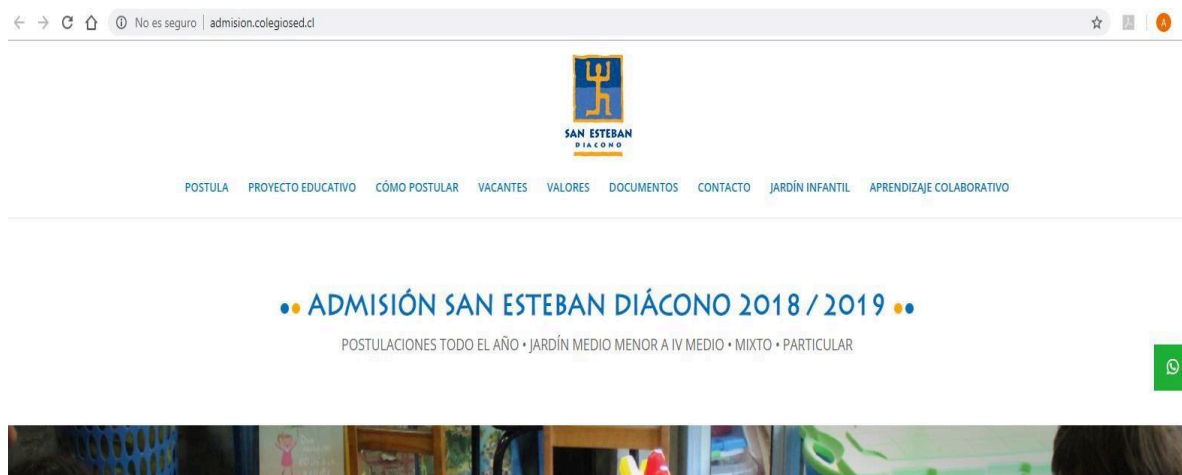 No es seguro | admision.colegiosed.cl
A
SAN ESTEBAN
DIACONO
POSTULA PROYECTO EDUCATIVO CÓMO POSTULAR VACANTES VALORES DOCUMENTOS CONTACTO JARDÍN INFANTIL APRENDIZAJE COLABORATIVO
•• ADMISIÓN SAN ESTEBAN DIÁCONO 2018 / 2019 ••
POSTULACIONES TODO EL AÑO • JARDÍN MEDIO MENOR A IV MEDIO • MIXTO • PARTICULAR